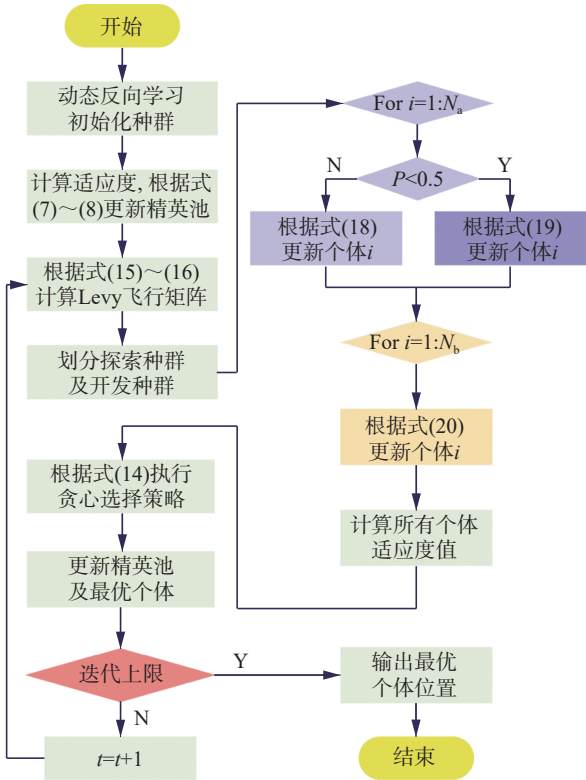 开始
动态反向学习
初始化种群
计算适应度, 根据式
(7)～(8)更新精英池
根据式(15)～(16)
计算Levy飞行矩阵
划分探索种群
及开发种群
For i=1:Nₐ
P<0.5
N
Y
根据式(18)
更新个体i
根据式(19)
更新个体i
For i=1:N_b
根据式(20)
更新个体i
计算所有个体
适应度值
根据式(14)执行
贪心选择策略
更新精英池
及最优个体
迭代上限
Y
N
t=t+1
输出最优
个体位置
结束